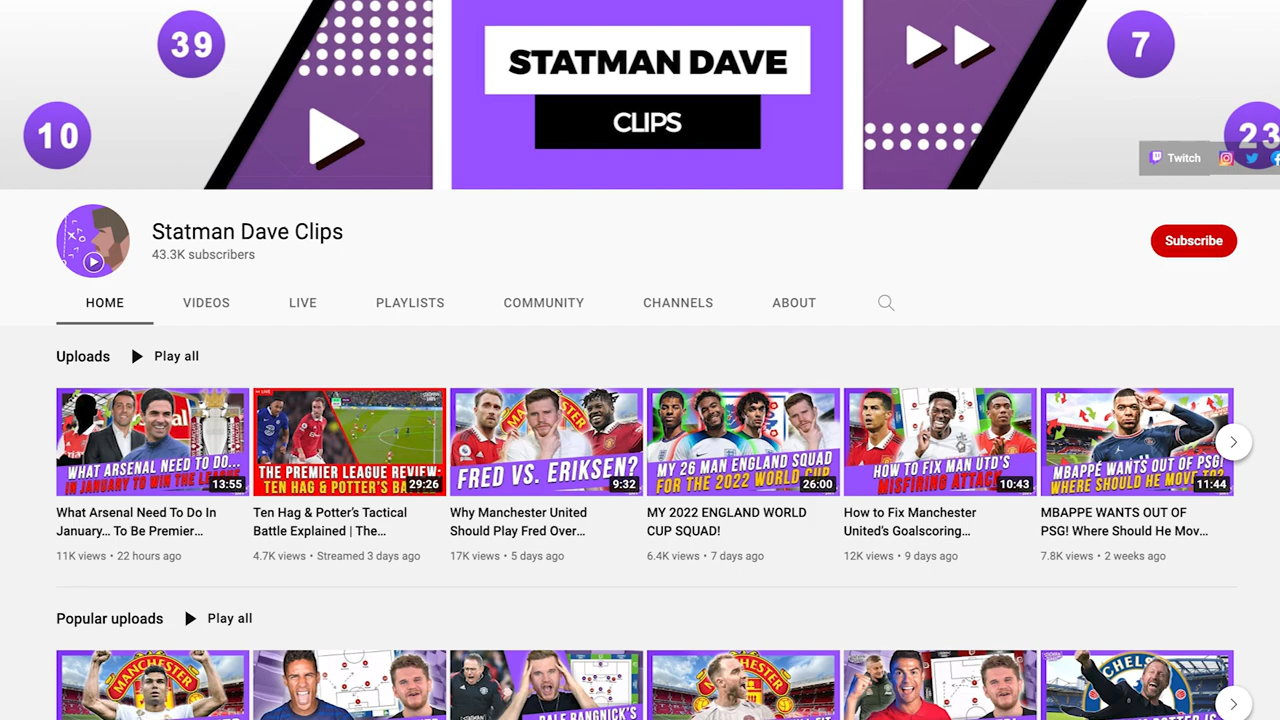 39
10
STATMAN DAVE
CLIPS
7
23
Twitch
Statman Dave Clips
43.3K subscribers
Subscribe
HOME
VIDEOS
LIVE
PLAYLISTS
COMMUNITY
CHANNELS
ABOUT
Uploads
Play all
WHAT ARSENAL NEED TO DO...
IN JANUARY TO WIN THE
13:55
THE PREMIER LEAGUE REVIEW:
TEN HAG & POTTER'S
29:26
FRED VS. ERIKSEN?
9:32
MY 26 MAN ENGLAND SQUAD
FOR THE 2022 WORLD CUP
26:00
HOW TO FIX MAN UTD'S
MISFIRING
10:43
MBAPPÉ WANTS OUT OF PSG!
WHERE SHOULD HE
11:44
What Arsenal Need To Do In
January... To Be Premier...
11K views • 22 hours ago
Ten Hag & Potter's Tactical
Battle Explained | The...
4.7K views • Streamed 3 days ago
Why Manchester United
Should Play Fred Over...
17K views • 5 days ago
MY 2022 ENGLAND WORLD
CUP SQUAD!
6.4K views • 7 days ago
How to Fix Manchester
United's Goalscoring...
12K views • 9 days ago
MBAPPE WANTS OUT OF
PSG! Where Should He Mov...
7.8K views • 2 weeks ago
Popular uploads
Play all
MANCHESTER
MANCHESTER
CHELS